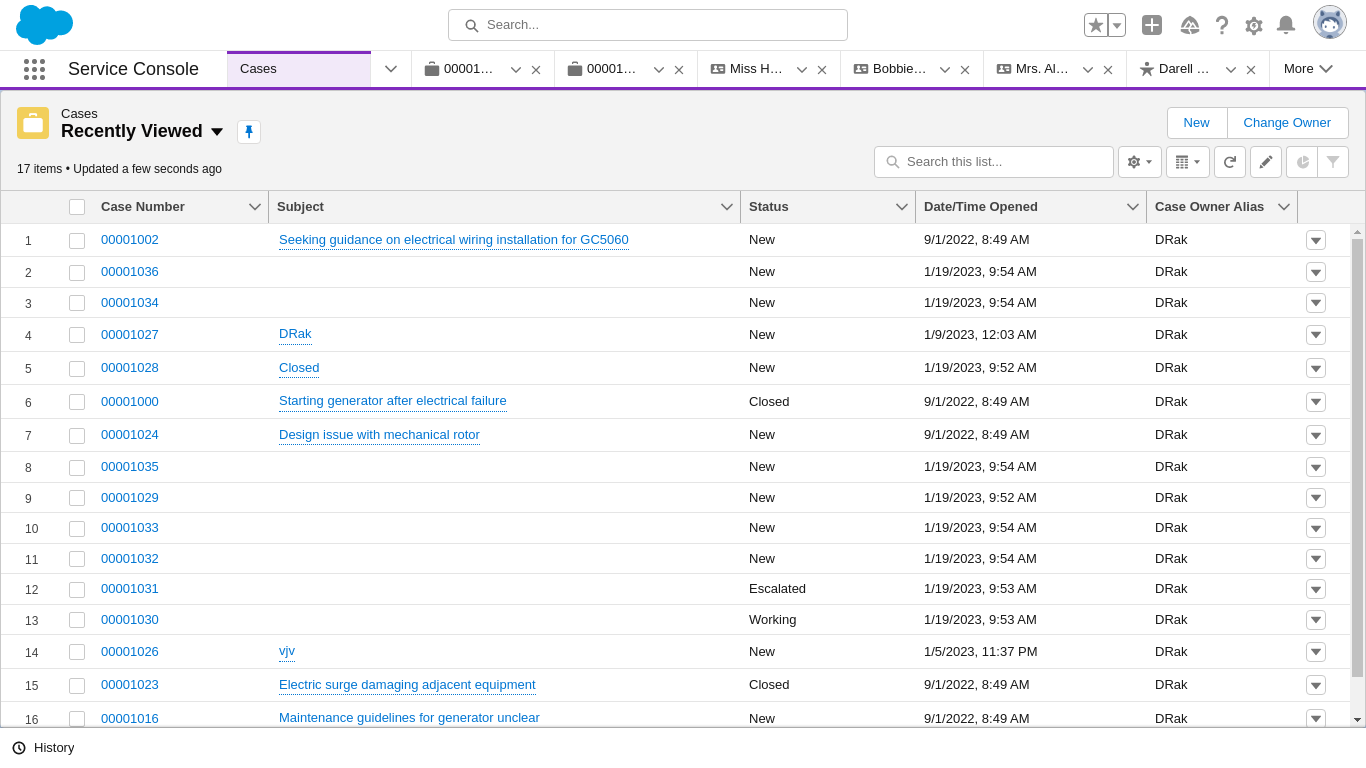 Search...
Service Console
Cases
00001…
00001…
Miss H…
Bobbie…
Mrs. Al…
Darell …
More
Cases
Recently Viewed
New
Change Owner
17 items • Updated a few seconds ago
Search this list...
Case Number Subject Status Date/Time Opened Case Owner Alias
1 00001002 Seeking guidance on electrical wiring installation for GC5060 New 9/1/2022, 8:49 AM DRak
2 00001036 New 1/19/2023, 9:54 AM DRak
3 00001034 New 1/19/2023, 9:54 AM DRak
4 00001027 DRak New 1/9/2023, 12:03 AM DRak
5 00001028 Closed New 1/19/2023, 9:52 AM DRak
6 00001000 Starting generator after electrical failure Closed 9/1/2022, 8:49 AM DRak
7 00001024 Design issue with mechanical rotor New 9/1/2022, 8:49 AM DRak
8 00001035 New 1/19/2023, 9:54 AM DRak
9 00001029 New 1/19/2023, 9:52 AM DRak
10 00001033 New 1/19/2023, 9:54 AM DRak
11 00001032 New 1/19/2023, 9:54 AM DRak
12 00001031 Escalated 1/19/2023, 9:53 AM DRak
13 00001030 Working 1/19/2023, 9:53 AM DRak
14 00001026 vjv New 1/5/2023, 11:37 PM DRak
15 00001023 Electric surge damaging adjacent equipment Closed 9/1/2022, 8:49 AM DRak
16 00001016 Maintenance guidelines for generator unclear New 9/1/2022, 8:49 AM DRak
History